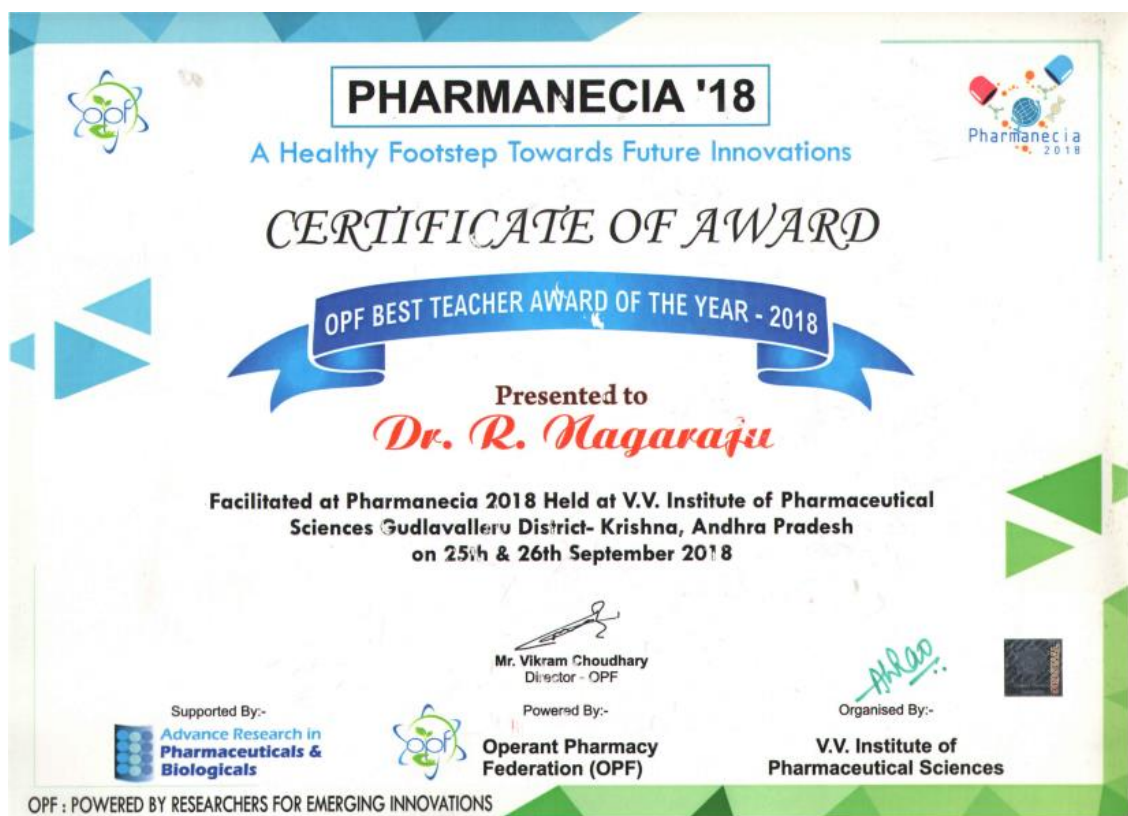 opf
PHARMANECIA '18
A Healthy Footstep Towards Future Innovations
Pharmanecia
2018
CERTIFICATE OF AWARD
OPF BEST TEACHER AWARD OF THE YEAR - 2018
Presented to
Dr. R. Nagaraju
Facilitated at Pharmanecia 2018 Held at V.V. Institute of Pharmaceutical
Sciences Gudlavalleru District- Krishna, Andhra Pradesh
on 25th & 26th September 2018
Mr. Vikram Choudhary
Director - OPF
Supported By:-
Advance Research in
Pharmaceuticals &
Biologicals
Powered By:-
opf
Operant Pharmacy
Federation (OPF)
AhRao
Organised By:-
V.V. Institute of
Pharmaceutical Sciences
OPF : POWERED BY RESEARCHERS FOR EMERGING INNOVATIONS